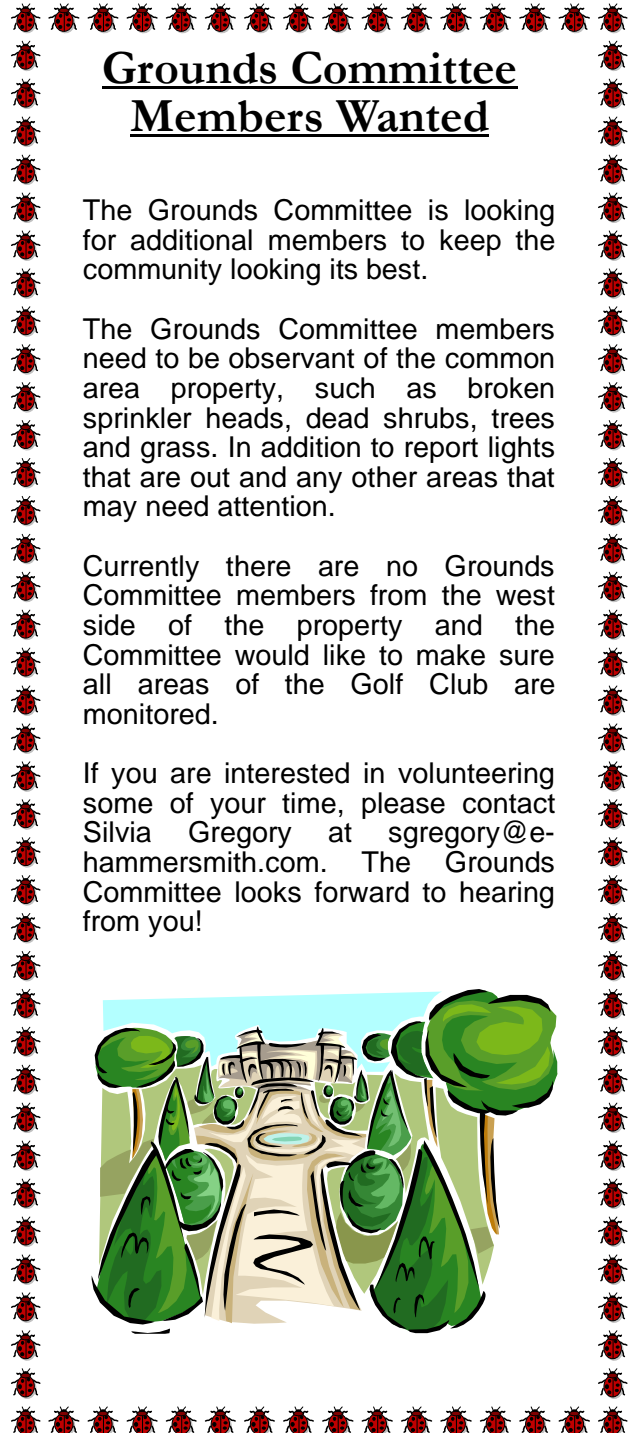 Grounds Committee
Members Wanted
The Grounds Committee is looking
for additional members to keep the
community looking its best.
The Grounds Committee members
need to be observant of the common
area property, such as broken
sprinkler heads, dead shrubs, trees
and grass. In addition to report lights
that are out and any other areas that
may need attention.
Currently there are no Grounds
Committee members from the west
side of the property and the
Committee would like to make sure
all areas of the Golf Club are
monitored.
If you are interested in volunteering
some of your time, please contact
Silvia Gregory at sgregory@e-
hammersmith.com. The Grounds
Committee looks forward to hearing
from you!